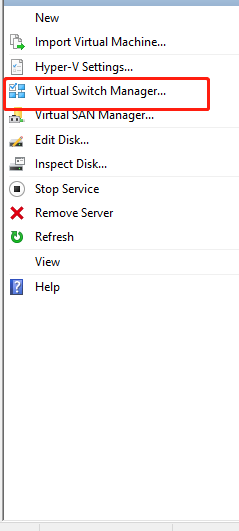 New
Import Virtual Machine...
Hyper-V Settings...
Virtual Switch Manager...
Virtual SAN Manager...
Edit Disk...
Inspect Disk...
Stop Service
Remove Server
Refresh
View
Help